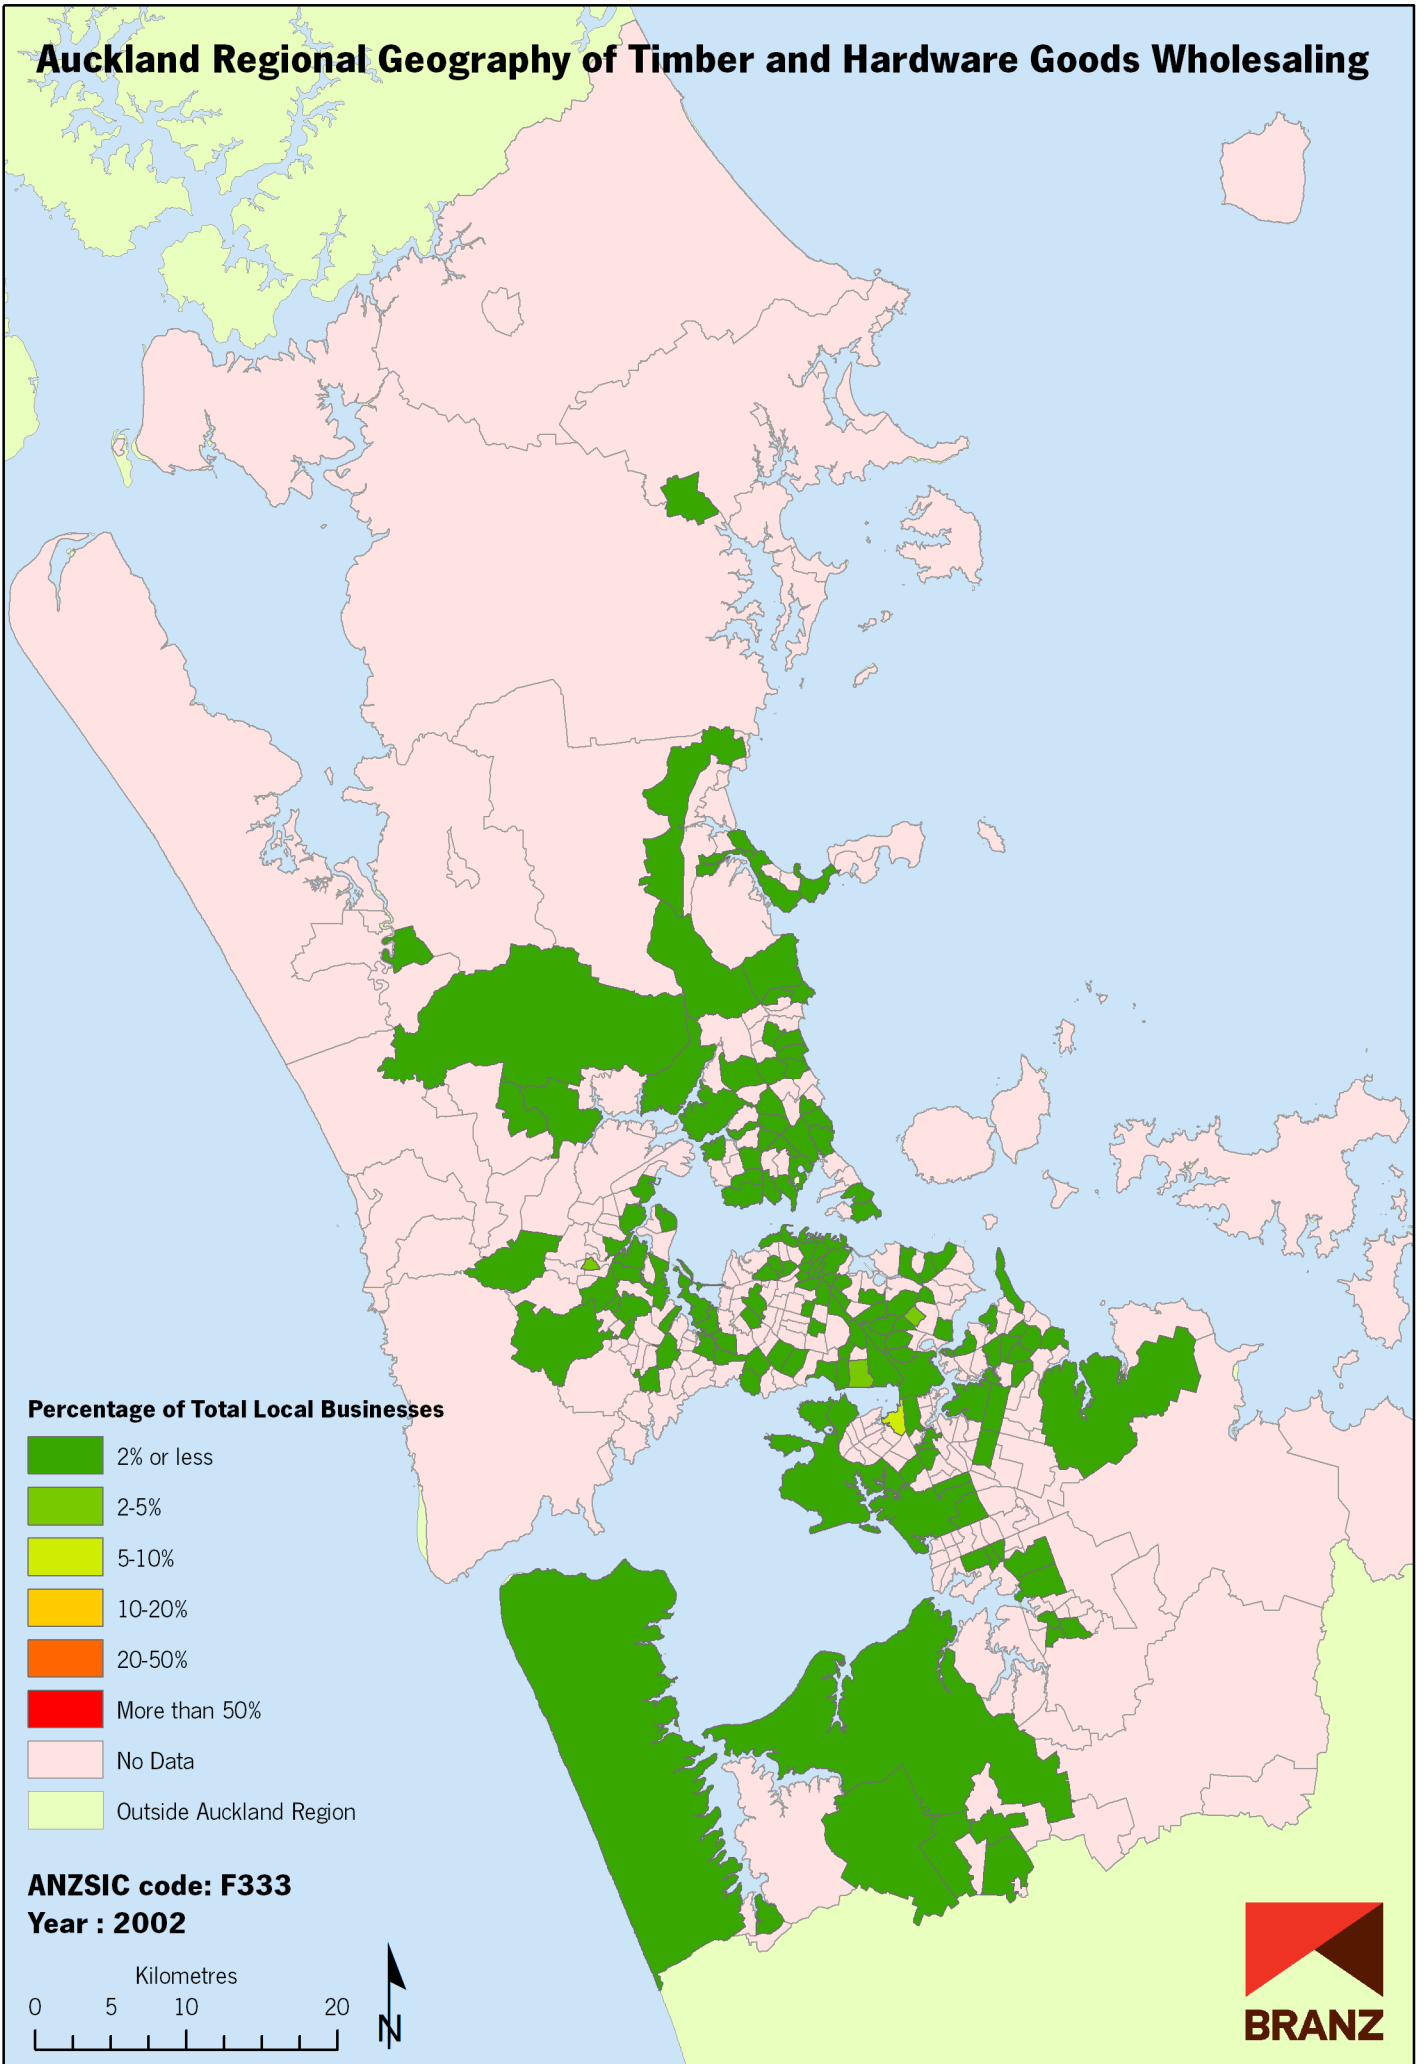 Auckland Regional Geography of Timber and Hardware Goods Wholesaling
Percentage of Total Local Businesses
2% or less
2-5%
5-10%
10-20%
20-50%
More than 50%
No Data
Outside Auckland Region
ANZSIC code: F333
Year : 2002
Kilometres
0 5 10 20
N
BRANZ